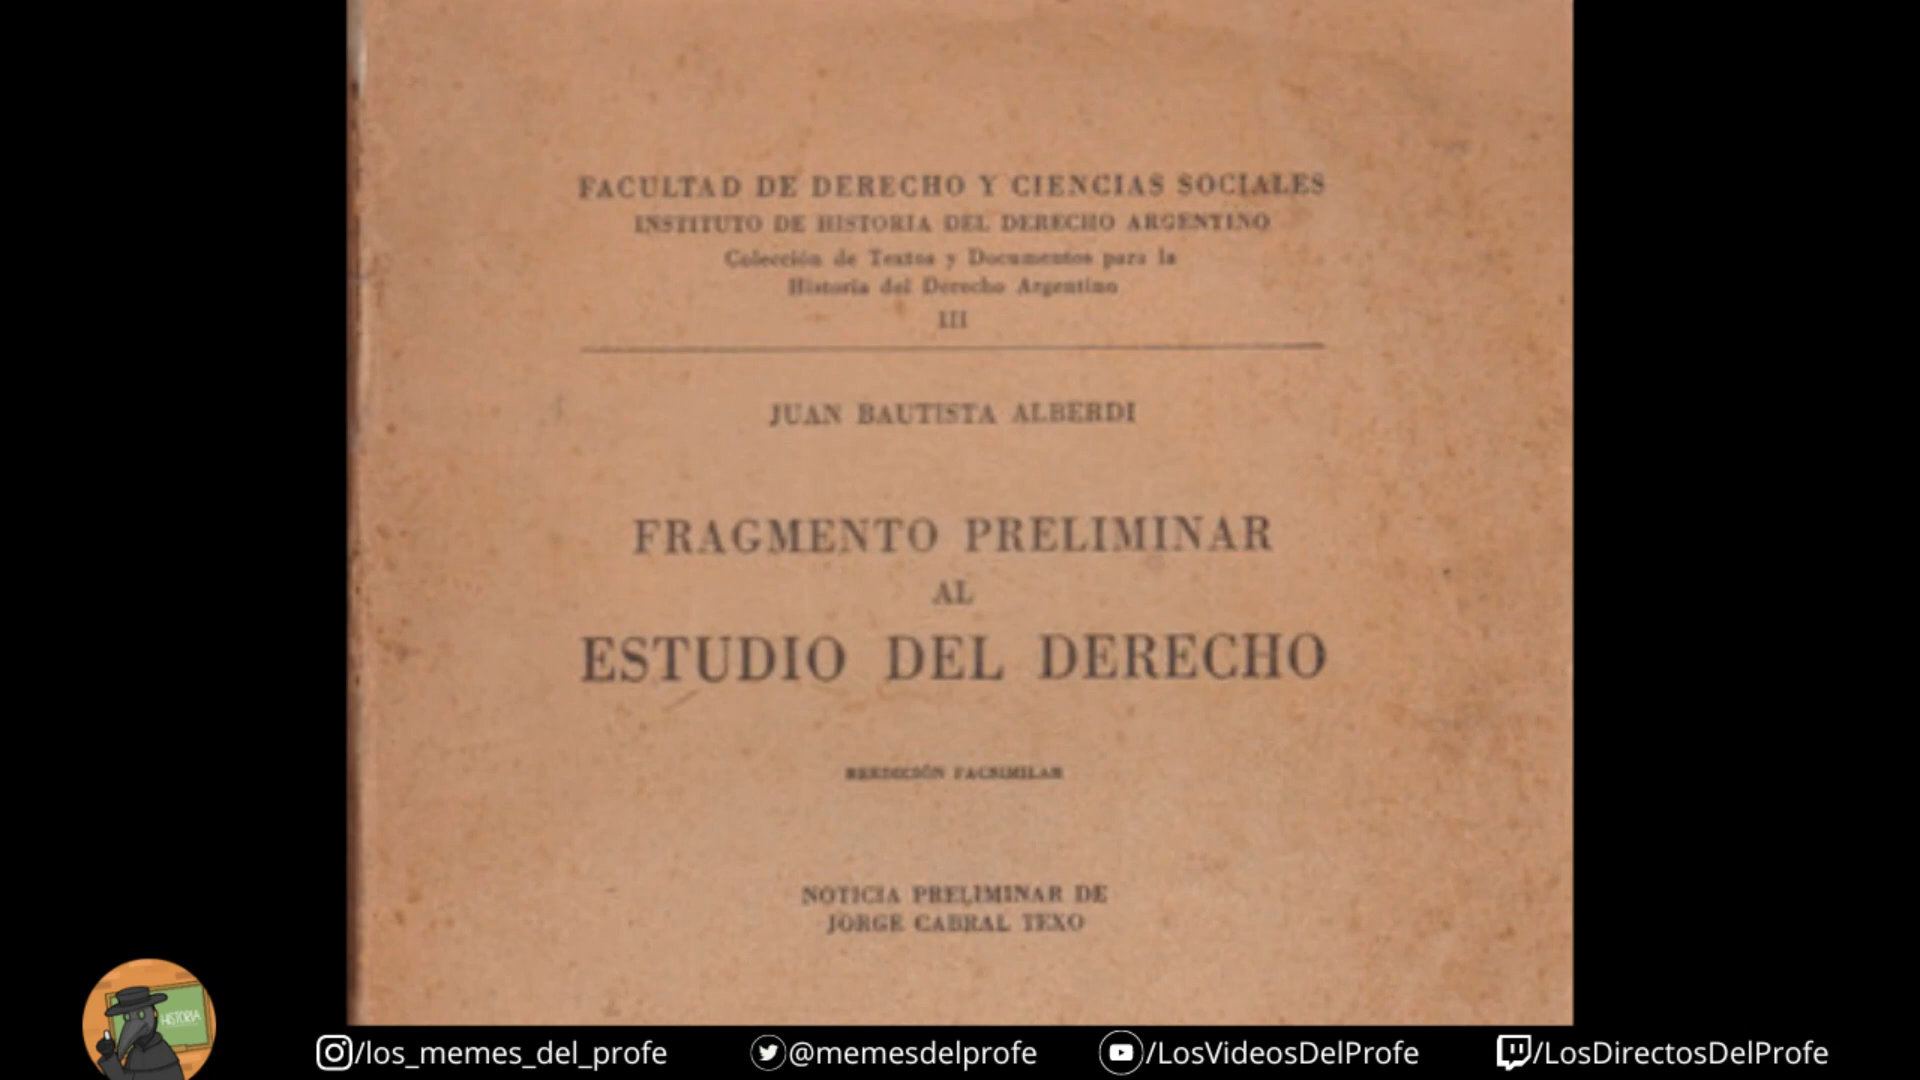 FACULTAD DE DERECHO Y CIENCIAS SOCIALES
INSTITUTO DE HISTORIA DEL DERECHO ARGENTINO
Colección de Textos y Documentos para la
Historia del Derecho Argentino
III
JUAN BAUTISTA ALBERDI
FRAGMENTO PRELIMINAR
AL
ESTUDIO DEL DERECHO
REEDICIÓN FACSIMILAR
NOTICIA PRELIMINAR DE
JORGE CABRAL TEXO
HISTORIA
/los_memes_del_profe @memesdelprofe /LosVideosDelProfe /LosDirectosDelProfe